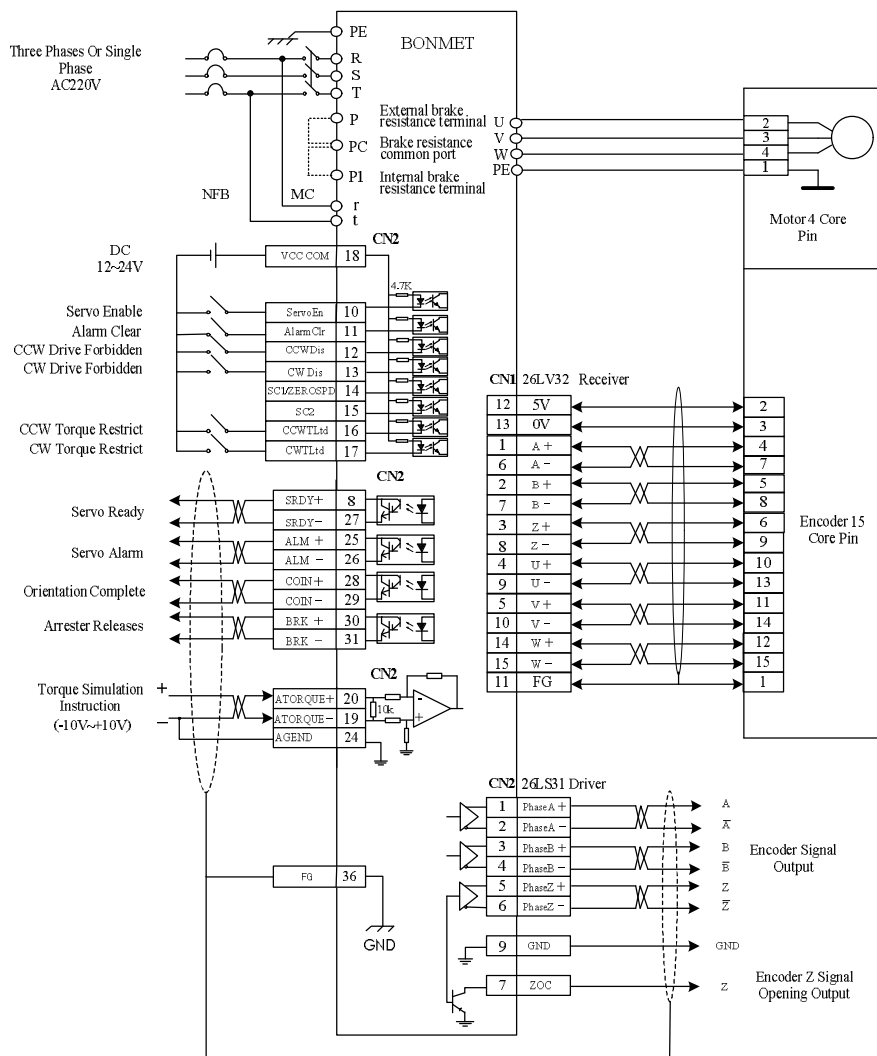 BONMET
Three Phases Or Single
Phase
AC220V
PE
R
S
T
P
PC
P1
r
t
External brake
resistance terminal
Brake resistance
common port
Internal brake
resistance terminal
NFB
MC
U
V
W
PE
2
3
4
1
Motor 4 Core
Pin
DC
12~24V
CN2
VCC COM 18
4.7K
Servo Enable ServoEn 10
Alarm Clear AlarmClr 11
CCW Drive Forbidden CCWDis 12
CW Drive Forbidden CW Dis 13
SC1/ZEROSPD 14
SC2 15
CCW Torque Restrict CCWTLtd 16
CW Torque Restrict CWTLtd 17
CN2
Servo Ready
SRDY+ 8
SRDY- 27
Servo Alarm
ALM + 25
ALM - 26
Orientation Complete
COIN+ 28
COIN- 29
Arrester Releases
BRK + 30
BRK - 31
CN2
Torque Simulation
Instruction
(-10V~+10V)
+
-
ATORQUE+ 20
ATORQUE- 19
AGEND 24
10k
-
+
FG 36
GND
CN1 26LV32 Receiver
12 5V 2
13 0V 3
1 A+ 4
6 A- 7
2 B+ 5
7 B- 8
3 Z+ 6
8 Z- 9
4 U+ 10
9 U- 13
5 V+ 11
10 V- 14
14 W+ 12
15 W- 15
11 FG 1
Encoder 15
Core Pin
CN2 26LS31 Driver
1 PhaseA+ A
2 PhaseA- A̅
3 PhaseB+ B
4 PhaseB- B̅
5 PhaseZ+ Z
6 PhaseZ- Z̅
Encoder Signal
Output
9 GND GND
7 ZOC Z
Encoder Z Signal
Opening Output